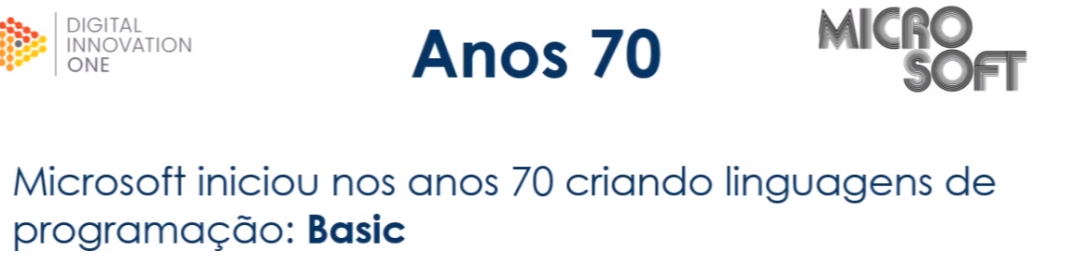 DIGITAL
INNOVATION
ONE
Anos 70
MICRO
SOFT
Microsoft iniciou nos anos 70 criando linguagens de
programação: Basic